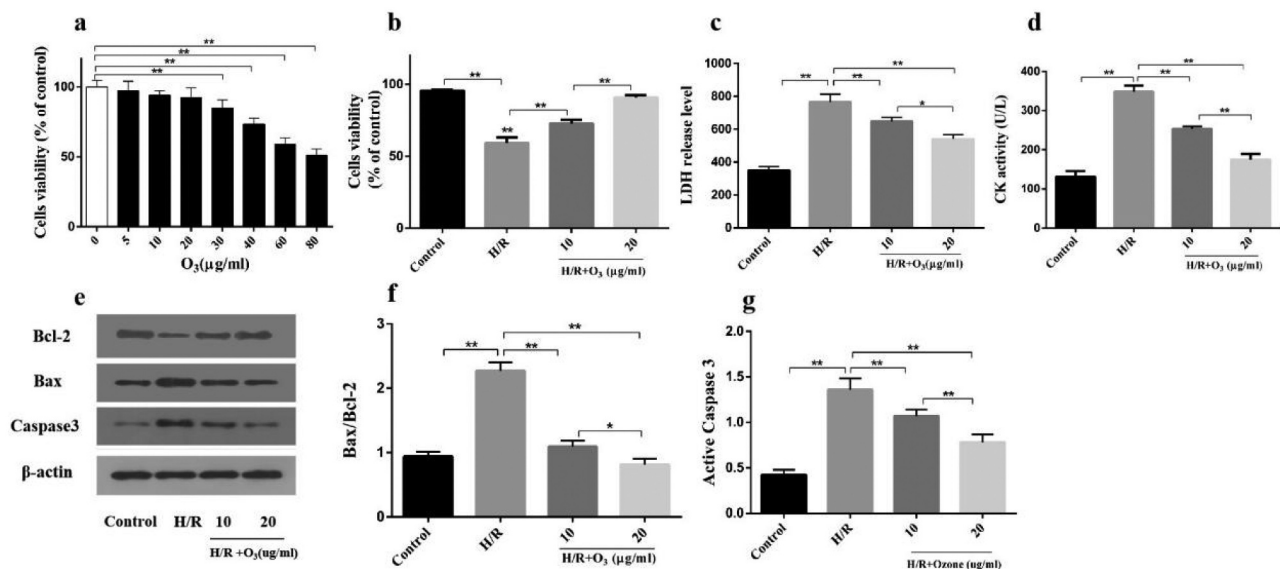 a
Cells viability (% of control)
100
50
0
**
**
**
**
0 5 10 20 30 40 60 80
O3(μg/ml)
b
Cells viability
(% of control)
100
50
0
**
**
**
**
Control H/R 10 20
H/R+O3 (μg/ml)
c
LDH release level
1000
800
600
400
200
0
**
**
**
*
Control H/R 10 20
H/R+O3(μg/ml)
d
CK activity (U/L)
400
300
200
100
0
**
**
**
**
Control H/R 10 20
H/R+O3(μg/ml)
e
Bcl-2
Bax
Caspase3
β-actin
Control H/R 10 20
H/R +O3(ug/ml)
f
Bax/Bcl-2
3
2
1
0
**
**
**
*
Control H/R 10 20
H/R+O3 (μg/ml)
g
Active Caspase 3
2.0
1.5
1.0
0.5
0.0
**
**
**
**
Control H/R 10 20
H/R+Ozone (ug/ml)